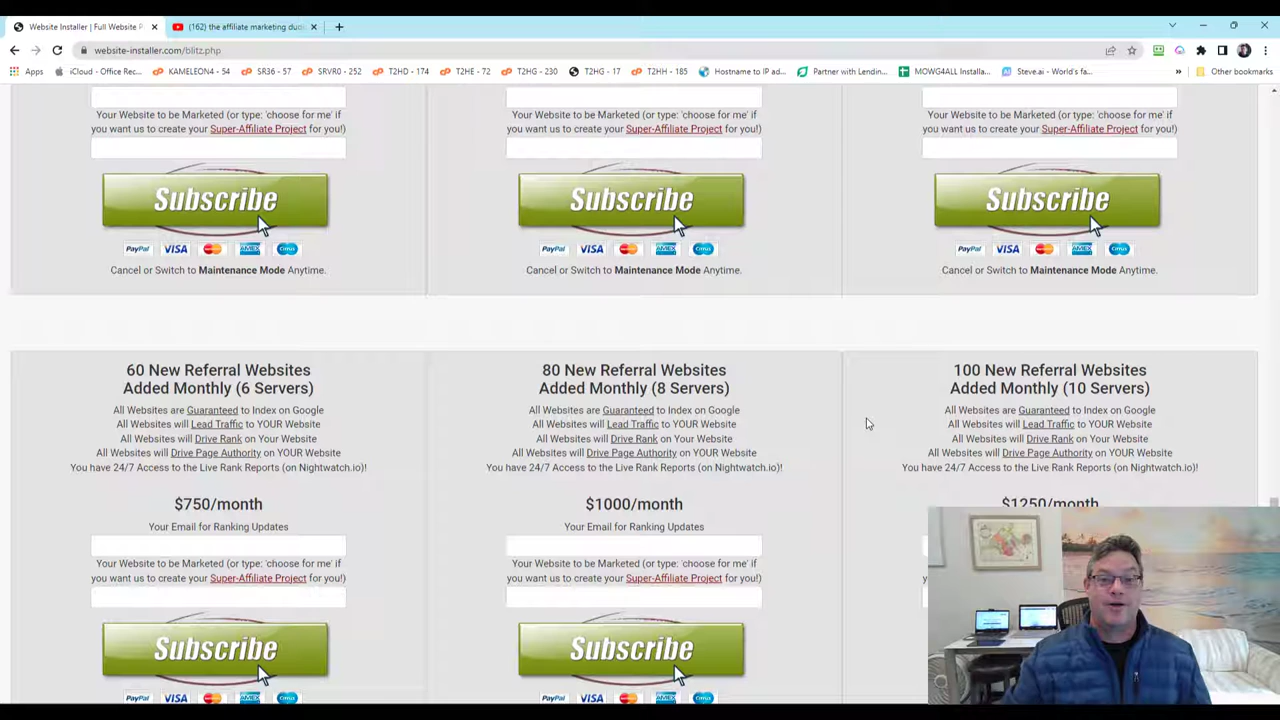 Website Installer | Full Website P
(162) the affiliate marketing dupli
website-installer.com/blitz.php
Apps
iCloud - Office Rec...
KAMELEON4 - 54
SR36 - 57
SRVR0 - 252
T2HD - 174
T2HE - 72
T2HG - 230
T2HG - 17
T2HH - 185
Hostname to IP ad...
Partner with Lendin...
MOWG4ALL Installa...
Steve.ai - World's fa...
Other bookmarks
Your Website to be Marketed (or type: 'choose for me' if
you want us to create your Super-Affiliate Project for you!)
Subscribe
PayPal VISA MasterCard AMEX Cirrus
Cancel or Switch to Maintenance Mode Anytime.
Your Website to be Marketed (or type: 'choose for me' if
you want us to create your Super-Affiliate Project for you!)
Subscribe
PayPal VISA MasterCard AMEX Cirrus
Cancel or Switch to Maintenance Mode Anytime.
Your Website to be Marketed (or type: 'choose for me' if
you want us to create your Super-Affiliate Project for you!)
Subscribe
PayPal VISA MasterCard AMEX Cirrus
Cancel or Switch to Maintenance Mode Anytime.
60 New Referral Websites
Added Monthly (6 Servers)
All Websites are Guaranteed to Index on Google
All Websites will Lead Traffic to YOUR Website
All Websites will Drive Rank on Your Website
All Websites will Drive Page Authority on YOUR Website
You have 24/7 Access to the Live Rank Reports (on Nightwatch.io)!
$750/month
Your Email for Ranking Updates
Your Website to be Marketed (or type: 'choose for me' if
you want us to create your Super-Affiliate Project for you!)
Subscribe
PayPal VISA MasterCard AMEX Cirrus
80 New Referral Websites
Added Monthly (8 Servers)
All Websites are Guaranteed to Index on Google
All Websites will Lead Traffic to YOUR Website
All Websites will Drive Rank on Your Website
All Websites will Drive Page Authority on YOUR Website
You have 24/7 Access to the Live Rank Reports (on Nightwatch.io)!
$1000/month
Your Email for Ranking Updates
Your Website to be Marketed (or type: 'choose for me' if
you want us to create your Super-Affiliate Project for you!)
Subscribe
PayPal VISA MasterCard AMEX Cirrus
100 New Referral Websites
Added Monthly (10 Servers)
All Websites are Guaranteed to Index on Google
All Websites will Lead Traffic to YOUR Website
All Websites will Drive Rank on Your Website
All Websites will Drive Page Authority on YOUR Website
You have 24/7 Access to the Live Rank Reports (on Nightwatch.io)!
$1250/month